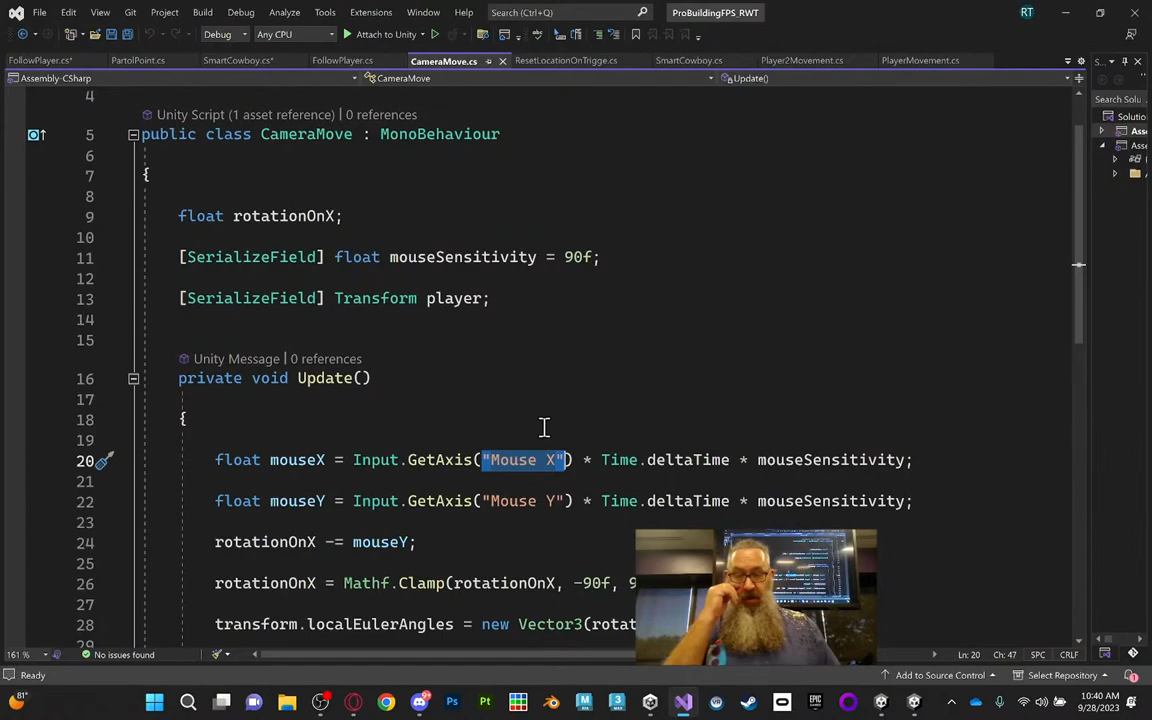 File Edit View Git Project Build Debug Analyze Tools Extensions Window Help Search (Ctrl+Q) ProBuildingFPS_RWT RT
Debug Any CPU Attach to Unity
FollowPlayer.cs* PartolPoint.cs SmartCowboy.cs* FollowPlayer.cs CameraMove.cs ResetLocationOnTrigge.cs SmartCowboy.cs Player2Movement.cs PlayerMovement.cs
Assembly-CSharp CameraMove Update()
Search Solu
Solutio
4
Unity Script (1 asset reference) | 0 references
5 public class CameraMove : MonoBehaviour
6
7 {
8
9 float rotationOnX;
10
11 [SerializeField] float mouseSensitivity = 90f;
12
13 [SerializeField] Transform player;
14
15
Unity Message | 0 references
16 private void Update()
17
18 {
19
20 float mouseX = Input.GetAxis("Mouse X") * Time.deltaTime * mouseSensitivity;
21
22 float mouseY = Input.GetAxis("Mouse Y") * Time.deltaTime * mouseSensitivity;
23
24 rotationOnX -= mouseY;
25
26 rotationOnX = Mathf.Clamp(rotationOnX, -90f, 9
27
28 transform.localEulerAngles = new Vector3(rota
161 % No issues found Ln: 20 Ch: 47 SPC CRLF
Ready Add to Source Control Select Repository
81° 10:40 AM
9/28/2023